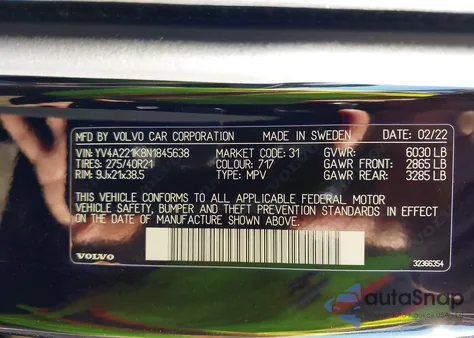 MFD BY VOLVO CAR CORPORATION MADE IN SWEDEN DATE: 02/22
VIN: YV4A221K8N1845638 MARKET CODE: 31 GVWR: 6030 LB
TIRES: 275/40R21 COLOUR: 717 GAWR FRONT: 2865 LB
RIM: 9Jx21x38.5 TYPE: MPV GAWR REAR: 3285 LB
THIS VEHICLE CONFORMS TO ALL APPLICABLE FEDERAL MOTOR
VEHICLE SAFETY, BUMPER AND THEFT PREVENTION STANDARDS IN EFFECT
ON THE DATE OF MANUFACTURE SHOWN ABOVE.
VOLVO 32366354
autoSnap